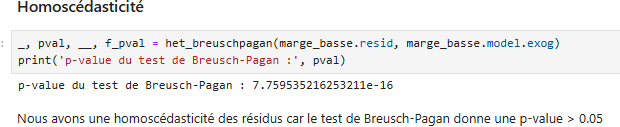 Homoscédasticité
: _, pval, __, f_pval = het_breuschpagan(marge_basse.resid, marge_basse.model.exog)
print('p-value du test de Breusch-Pagan :', pval)
p-value du test de Breusch-Pagan : 7.759535216253211e-16
Nous avons une homoscédasticité des résidus car le test de Breusch-Pagan donne une p-value > 0.05